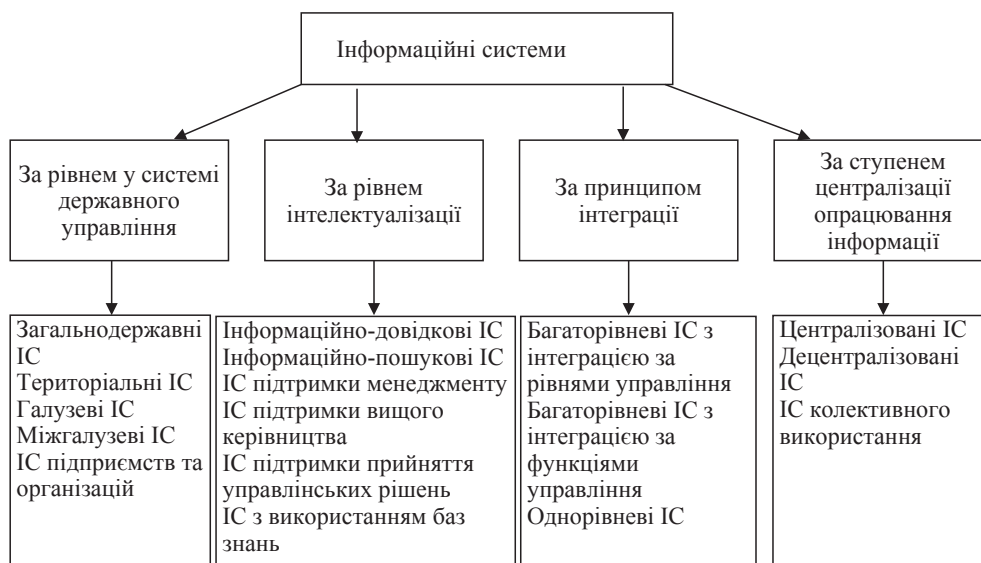 Інформаційні системи
За рівнем у системі
державного
управління
За рівнем
інтелектуалізації
За принципом
інтеграції
За ступенем
централізації
опрацювання
інформації
Загальнодержавні
ІС
Територіальні ІС
Галузеві ІС
Міжгалузеві ІС
ІС підприємств та
організацій
Інформаційно-довідкові ІС
Інформаційно-пошукові ІС
ІС підтримки менеджменту
ІС підтримки вищого
керівництва
ІС підтримки прийняття
управлінських рішень
ІС з використанням баз
знань
Багаторівневі ІС з
інтеграцією за
рівнями управління
Багаторівневі ІС з
інтеграцією за
функціями
управління
Однорівневі ІС
Централізовані ІС
Децентралізовані
ІС
ІС колективного
використання